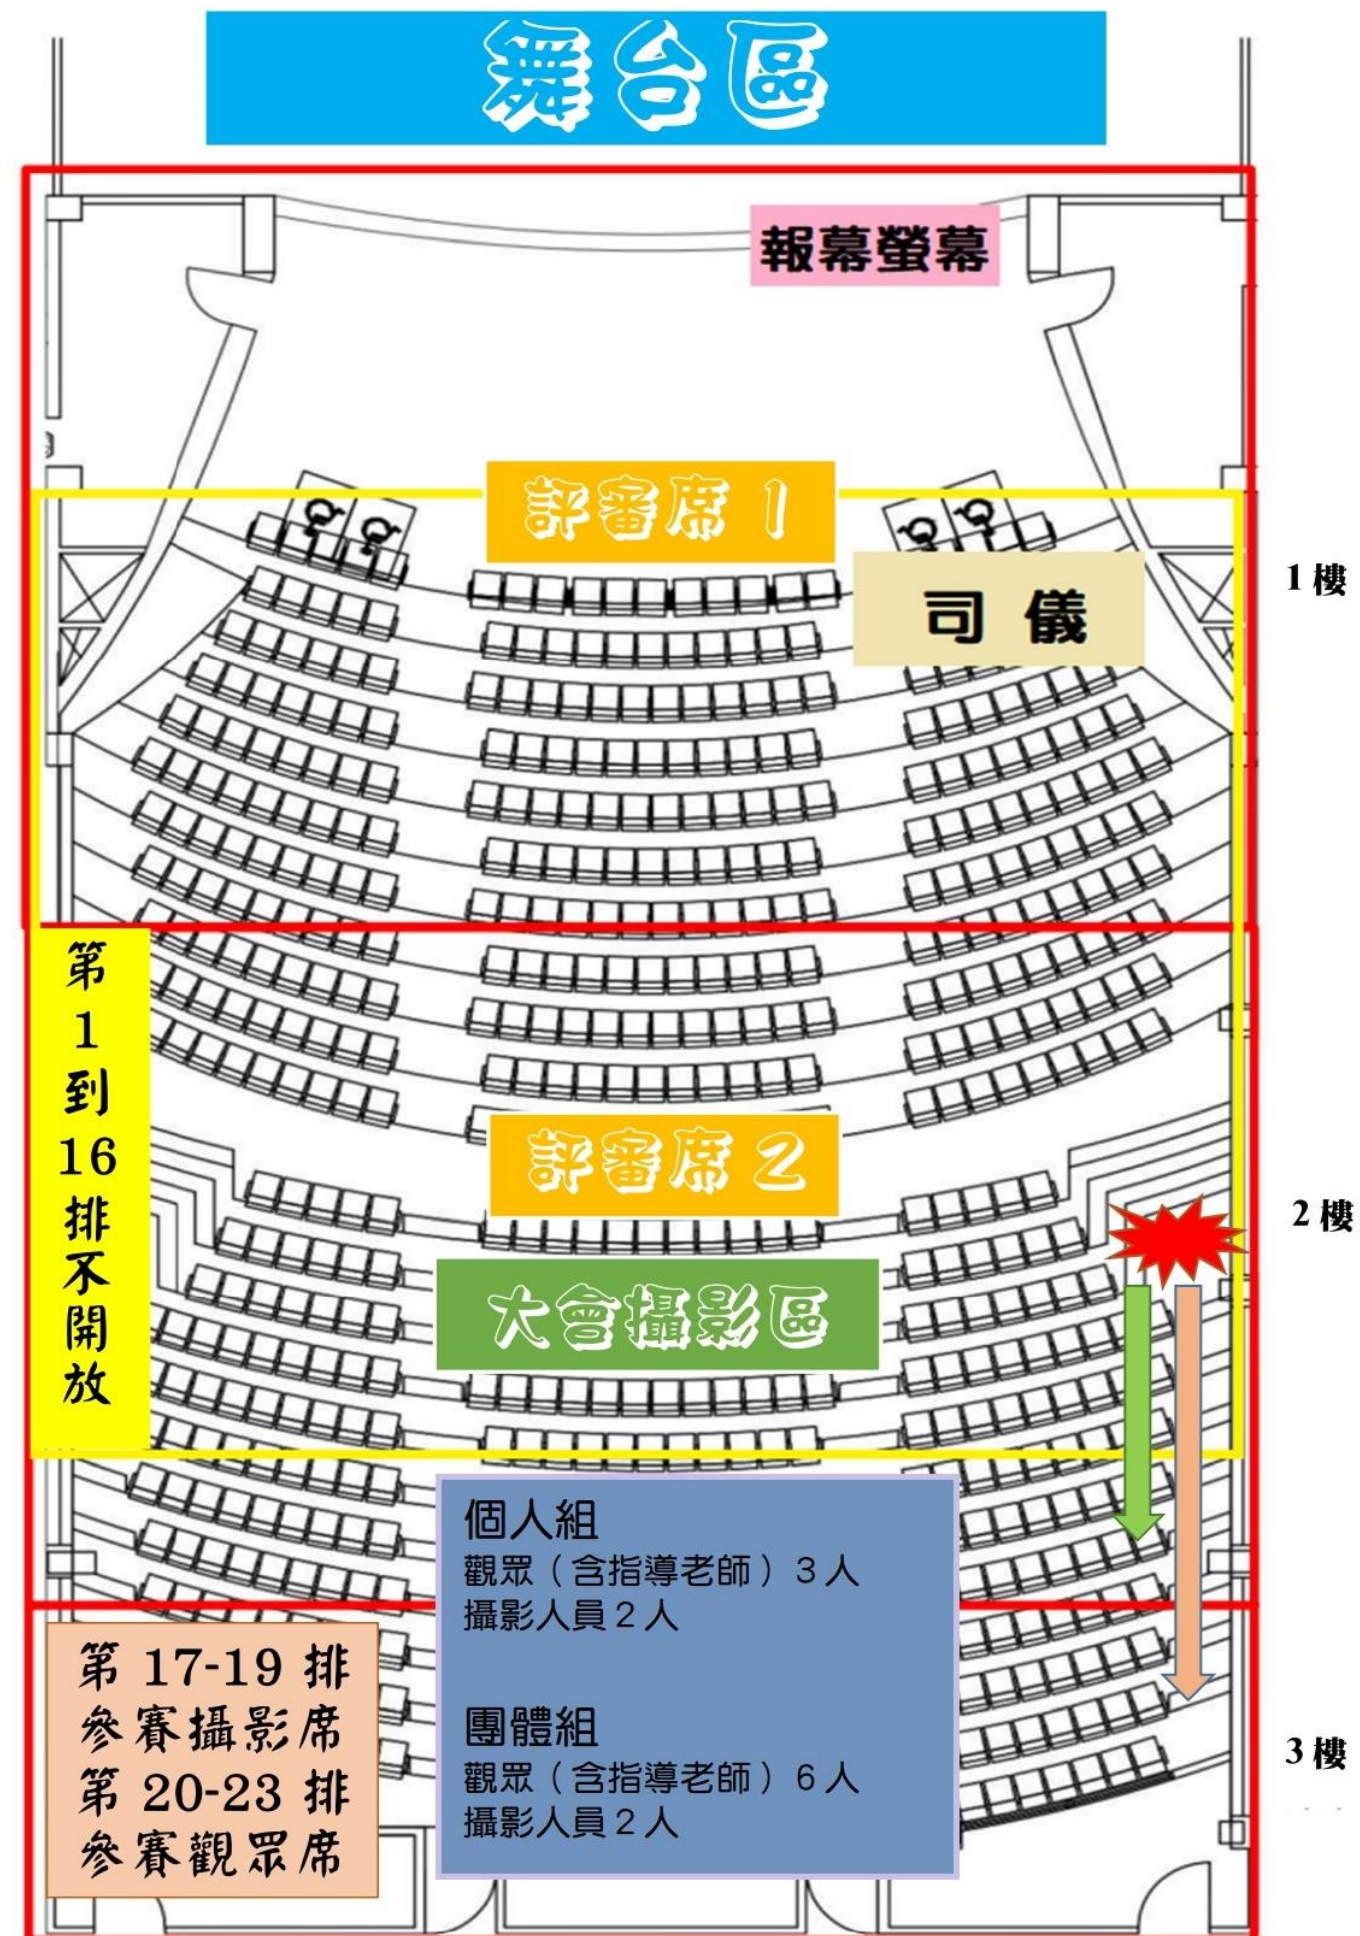 舞台區
報幕螢幕
評審席 1
司 儀
1 樓
第
1
到
16
排
不
開
放
評審席 2
2 樓
大會攝影區
個人組
觀眾（含指導老師）3 人
攝影人員 2 人
團體組
觀眾（含指導老師）6 人
攝影人員 2 人
第 17-19 排
參賽攝影席
第 20-23 排
參賽觀眾席
3 樓